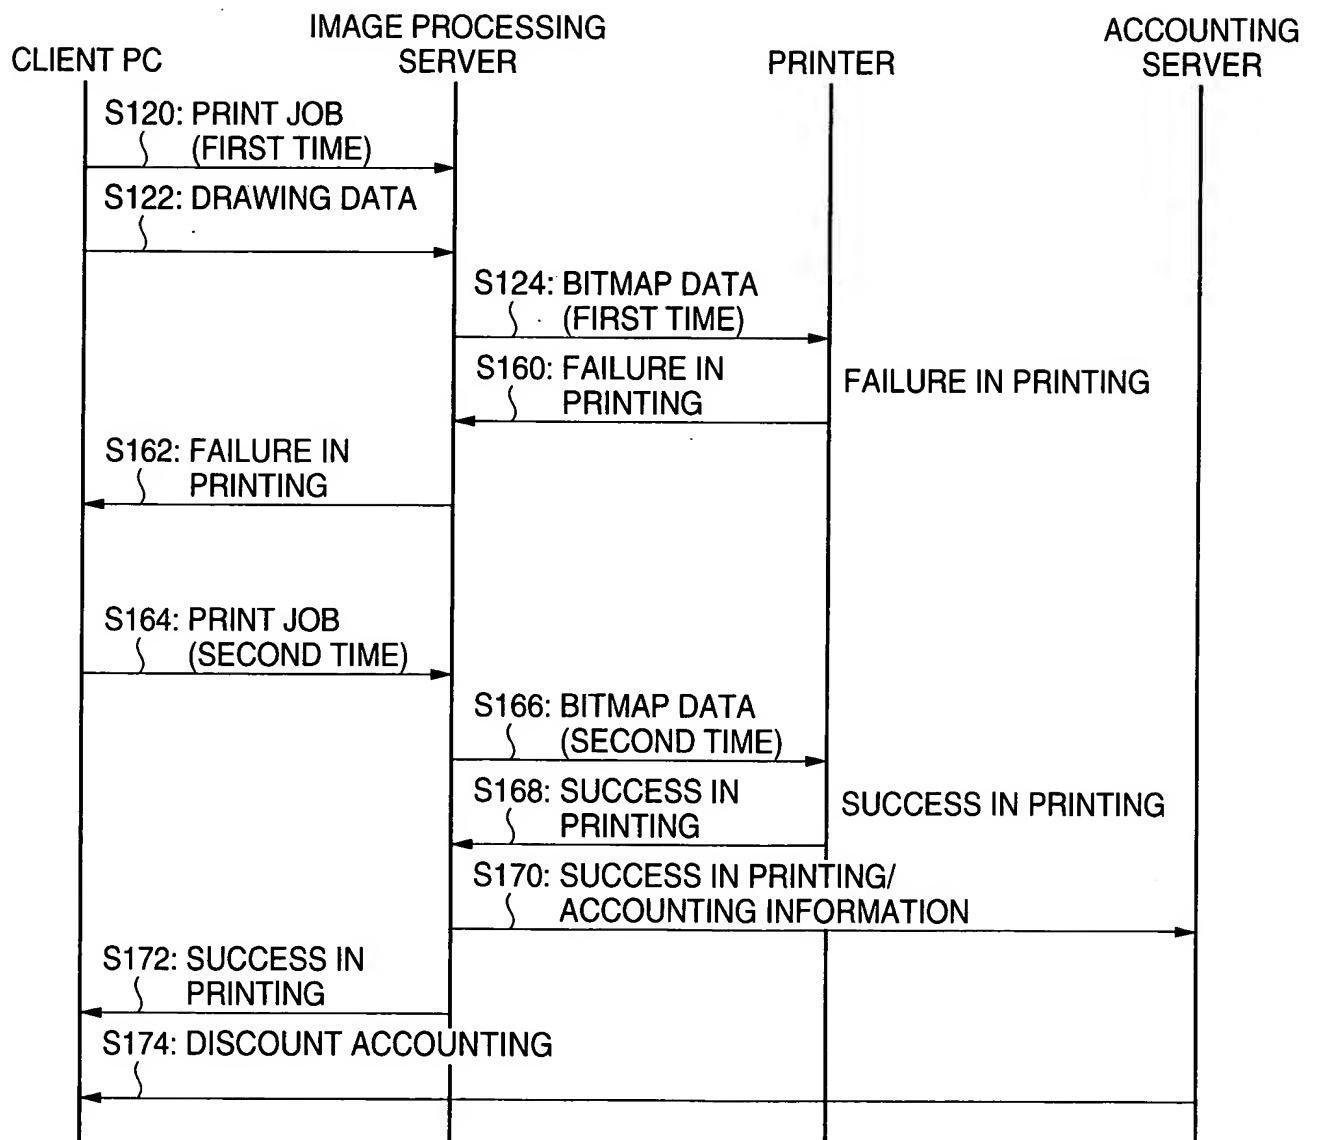 CLIENT PC
IMAGE PROCESSING
SERVER
PRINTER
ACCOUNTING
SERVER
S120: PRINT JOB
(FIRST TIME)
S122: DRAWING DATA
S124: BITMAP DATA
(FIRST TIME)
S160: FAILURE IN
PRINTING
FAILURE IN PRINTING
S162: FAILURE IN
PRINTING
S164: PRINT JOB
(SECOND TIME)
S166: BITMAP DATA
(SECOND TIME)
S168: SUCCESS IN
PRINTING
SUCCESS IN PRINTING
S170: SUCCESS IN PRINTING/
ACCOUNTING INFORMATION
S172: SUCCESS IN
PRINTING
S174: DISCOUNT ACCOUNTING